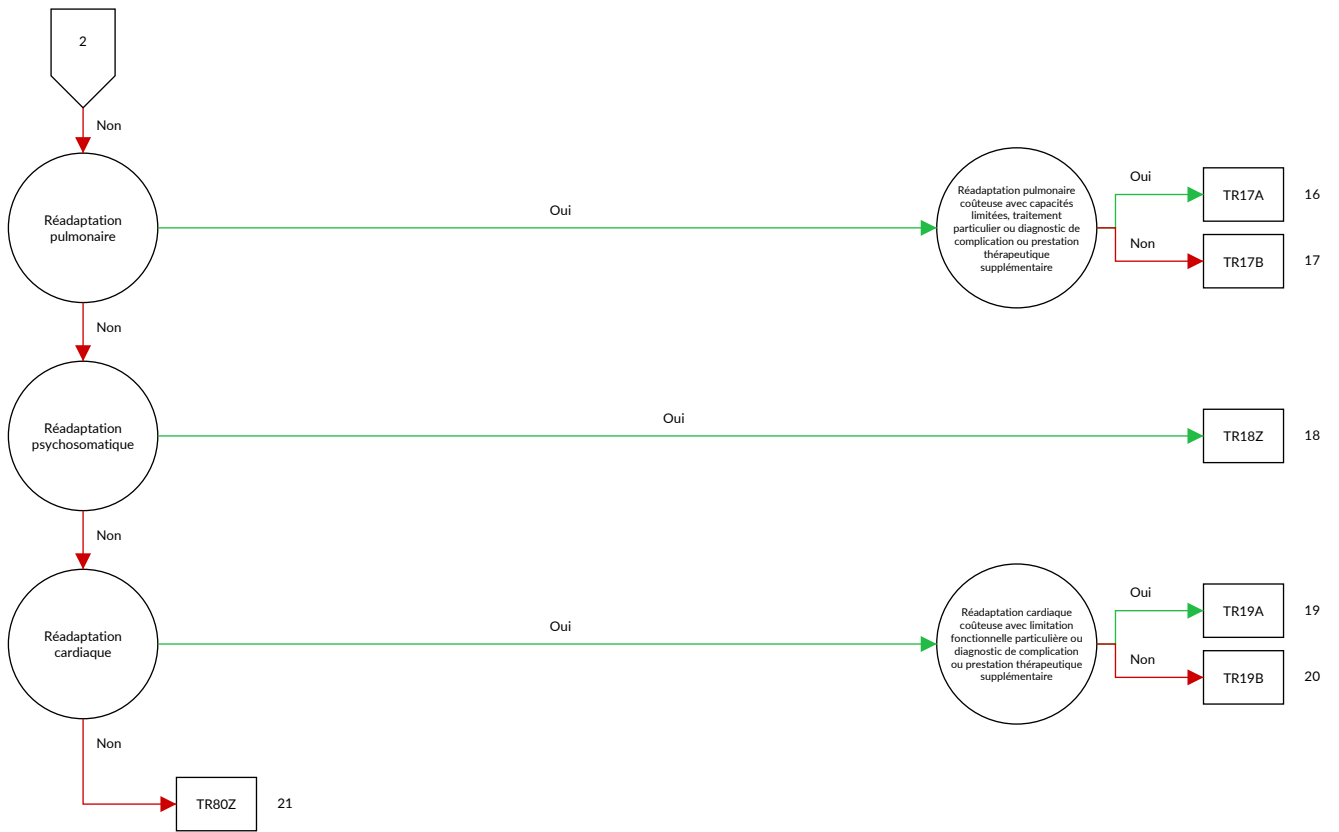 2
Non
Réadaptation
pulmonaire
Oui
Réadaptation pulmonaire
coûteuse avec capacités
limitées, traitement
particulier ou diagnostic de
complication ou prestation
thérapeutique
supplémentaire
Oui
TR17A
16
Non
TR17B
17
Non
Réadaptation
psychosomatique
Oui
TR18Z
18
Non
Réadaptation
cardiaque
Oui
Réadaptation cardiaque
coûteuse avec limitation
fonctionnelle particulière ou
diagnostic de complication
ou prestation thérapeutique
supplémentaire
Oui
TR19A
19
Non
TR19B
20
Non
TR80Z
21